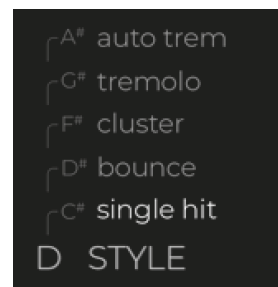 A# auto trem
G# tremolo
F# cluster
D# bounce
C# single hit
D STYLE